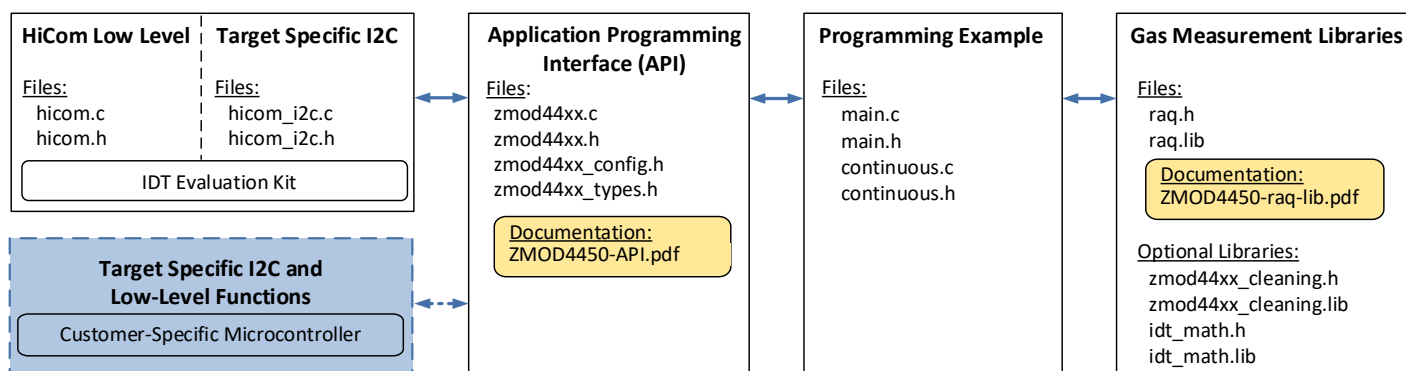 HiCom Low Level
Files:
hicom.c
hicom.h
Target Specific I2C
Files:
hicom_i2c.c
hicom_i2c.h
IDT Evaluation Kit
Target Specific I2C and
Low-Level Functions
Customer-Specific Microcontroller
Application Programming
Interface (API)
Files:
zmod44xx.c
zmod44xx.h
zmod44xx_config.h
zmod44xx_types.h
Documentation:
ZMOD4450-API.pdf
Programming Example
Files:
main.c
main.h
continuous.c
continuous.h
Gas Measurement Libraries
Files:
raq.h
raq.lib
Documentation:
ZMOD4450-raq-lib.pdf
Optional Libraries:
zmod44xx_cleaning.h
zmod44xx_cleaning.lib
idt_math.h
idt_math.lib